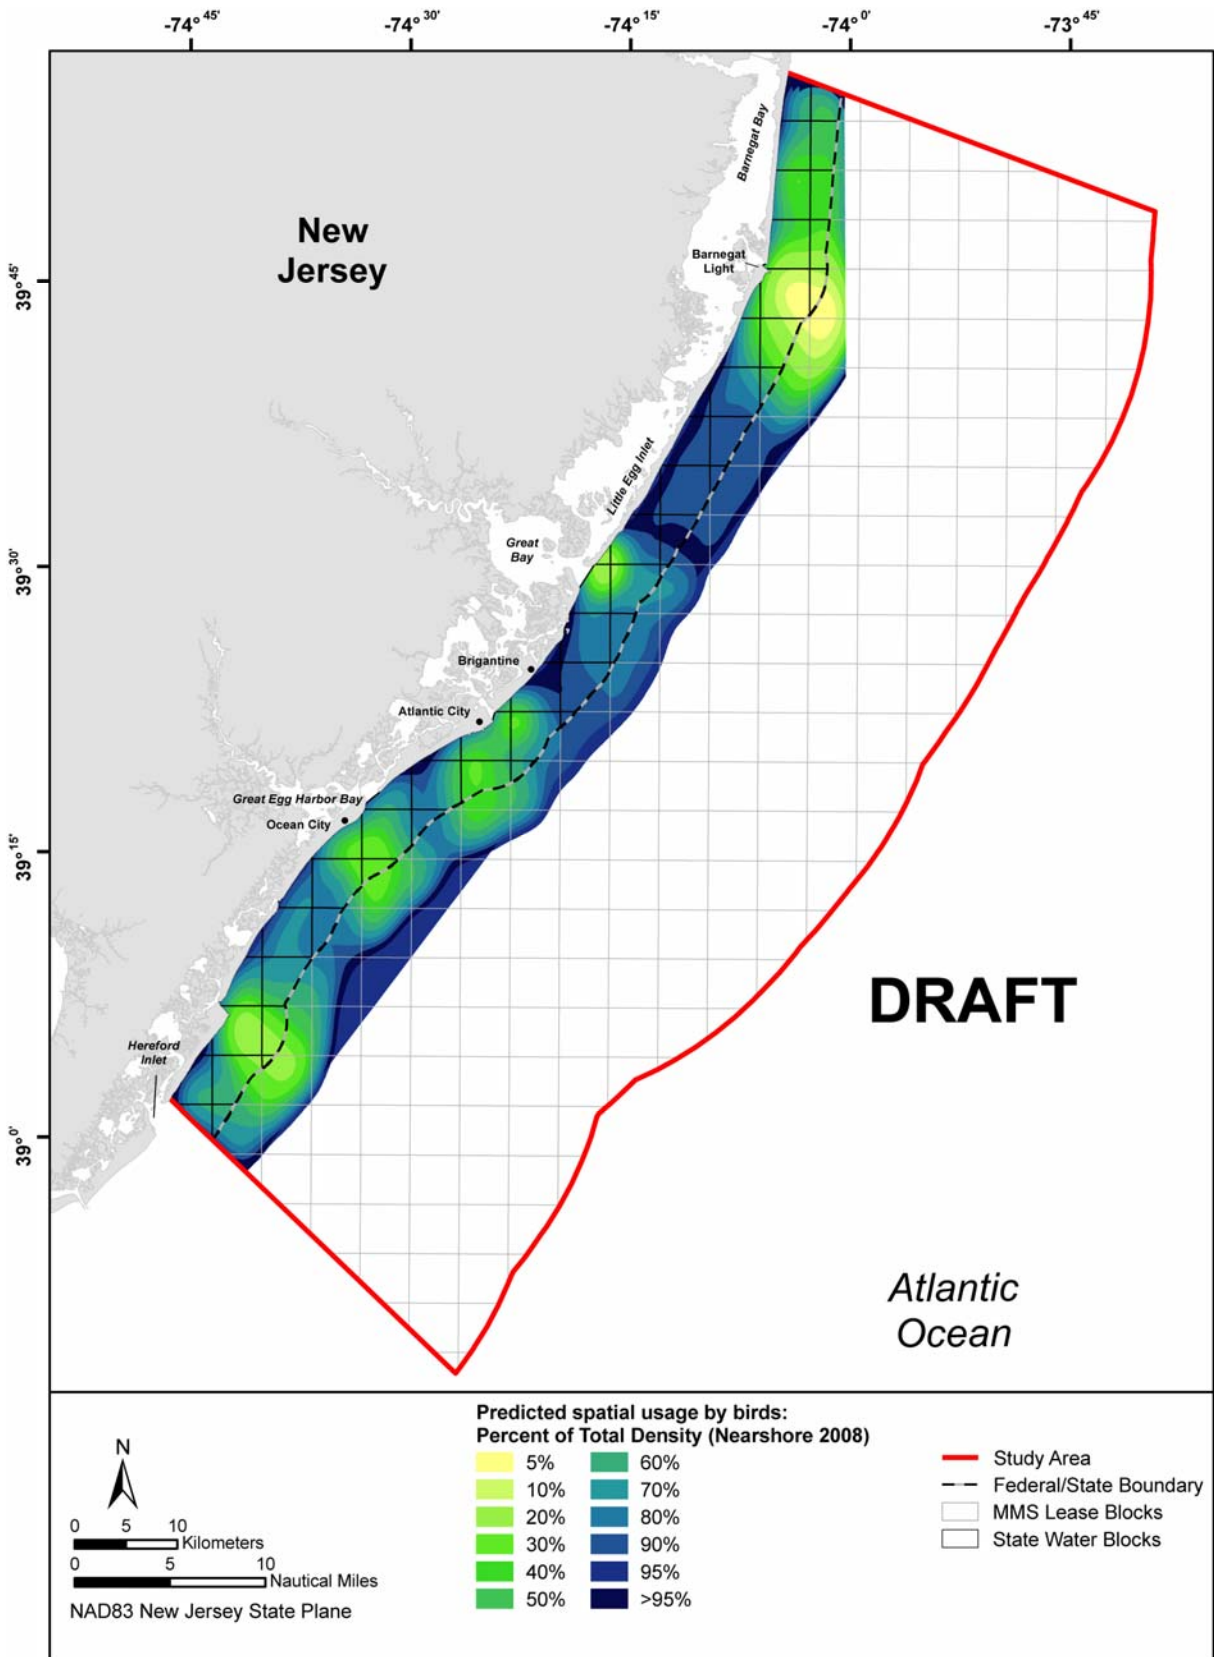 -74° 45'
-74° 30'
-74° 15'
-74° 0'
-73° 45'
Barnegat Bay
New
Jersey
Barnegat
Light
39° 45'
Little Egg Inlet
Great
Bay
39° 30'
Brigantine
Atlantic City
Great Egg Harbor Bay
Ocean City
39° 15'
DRAFT
Hereford
Inlet
39° 0'
Atlantic
Ocean
N
0 5 10
Kilometers
0 5 10
Nautical Miles
NAD83 New Jersey State Plane
Predicted spatial usage by birds:
Percent of Total Density (Nearshore 2008)
5%
10%
20%
30%
40%
50%
60%
70%
80%
90%
95%
>95%
Study Area
Federal/State Boundary
MMS Lease Blocks
State Water Blocks